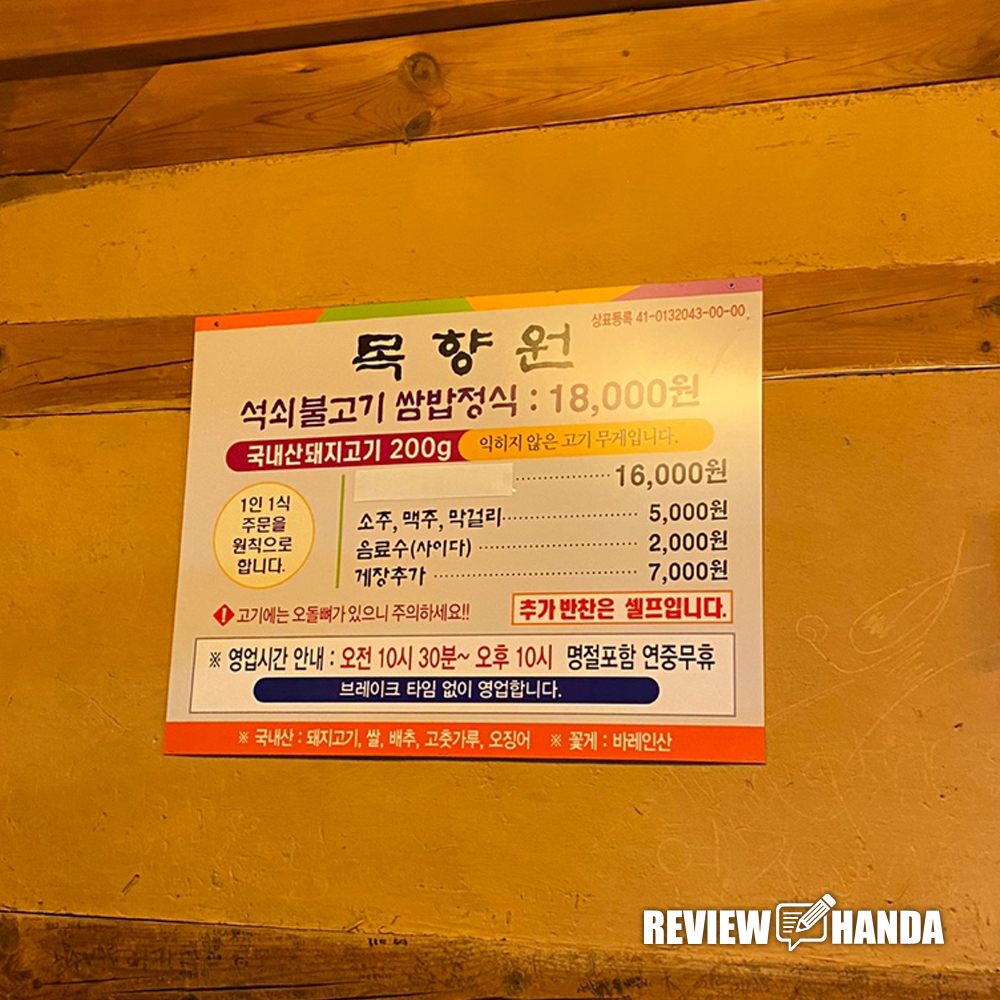 상표등록 41-0132043-00-00
목향원
석쇠불고기 쌈밥정식 : 18,000원
국내산돼지고기 200g 익히지 않은 고기 무게입니다.
16,000원
1인 1식
주문을
원칙으로
합니다.
소주, 맥주, 막걸리 5,000원
음료수(사이다) 2,000원
게장추가 7,000원
! 고기에는 오돌뼈가 있으니 주의하세요!!
추가 반찬은 셀프입니다.
※ 영업시간 안내 : 오전 10시 30분~ 오후 10시 명절포함 연중무휴
브레이크 타임 없이 영업합니다.
※ 국내산 : 돼지고기, 쌀, 배추, 고춧가루, 오징어 ※ 꽃게 : 바레인산
REVIEW HANDA